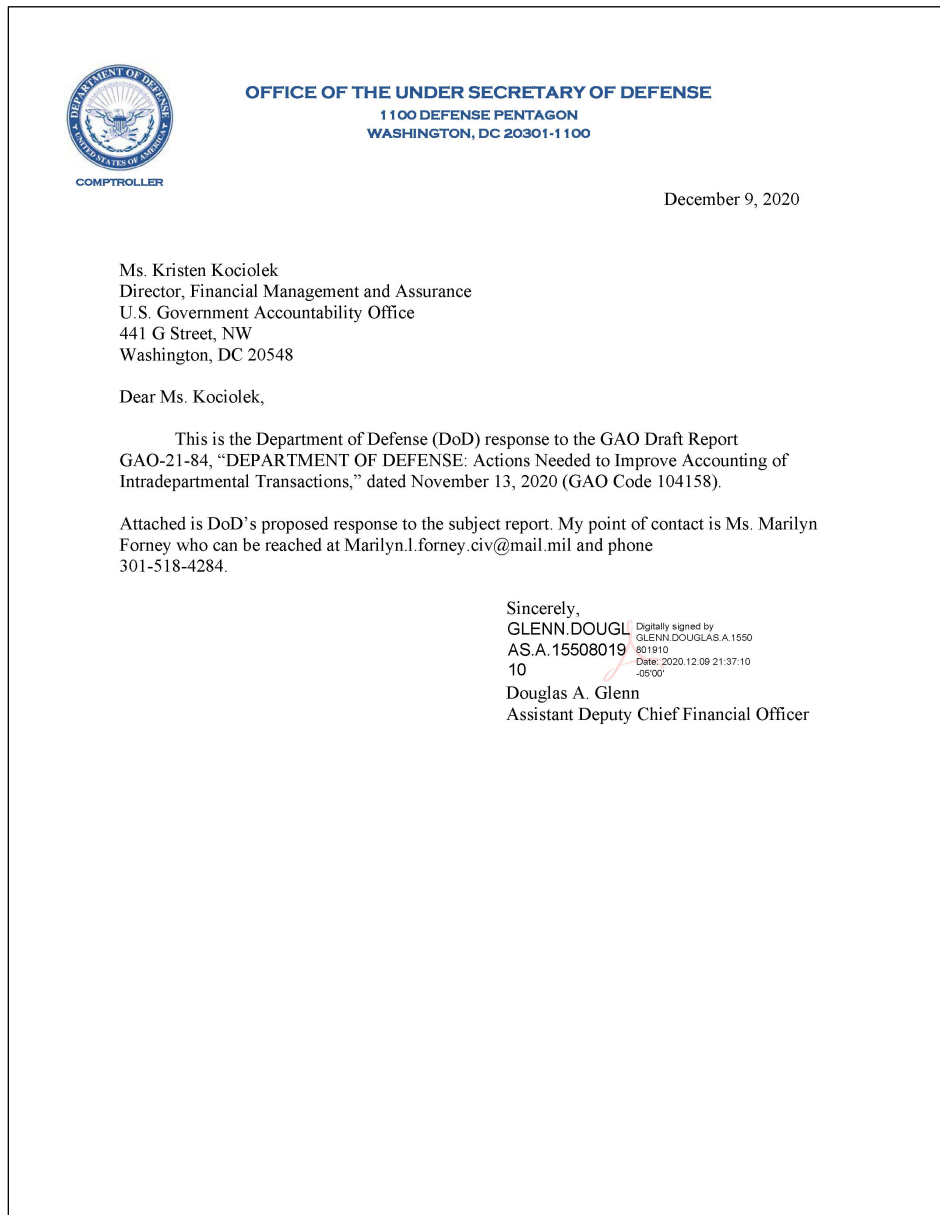 DEPARTMENT OF DEFENSE
UNITED STATES OF AMERICA
COMPTROLLER
OFFICE OF THE UNDER SECRETARY OF DEFENSE
1100 DEFENSE PENTAGON
WASHINGTON, DC 20301-1100
December 9, 2020
Ms. Kristen Kociolek
Director, Financial Management and Assurance
U.S. Government Accountability Office
441 G Street, NW
Washington, DC 20548
Dear Ms. Kociolek,
This is the Department of Defense (DoD) response to the GAO Draft Report
GAO-21-84, “DEPARTMENT OF DEFENSE: Actions Needed to Improve Accounting of
Intradepartmental Transactions,” dated November 13, 2020 (GAO Code 104158).
Attached is DoD’s proposed response to the subject report. My point of contact is Ms. Marilyn
Forney who can be reached at Marilyn.l.forney.civ@mail.mil and phone
301-518-4284.
Sincerely,
GLENN.DOUGL
AS.A.15508019
10
Digitally signed by
GLENN.DOUGLAS.A.1550
801910
Date: 2020.12.09 21:37:10
-05'00'
Douglas A. Glenn
Assistant Deputy Chief Financial Officer